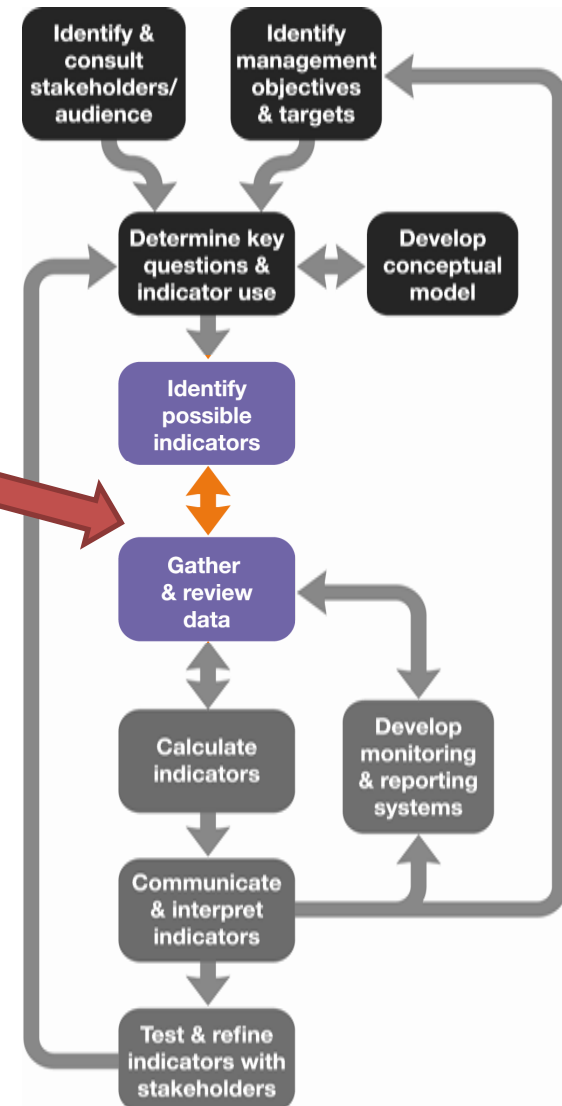 Identify &
consult
stakeholders/
audience
Identify
management
objectives
& targets
Determine key
questions &
indicator use
Develop
conceptual
model
Identify
possible
indicators
Gather
& review
data
Calculate
indicators
Develop
monitoring
& reporting
systems
Communicate
& interpret
indicators
Test & refine
indicators with
stakeholders